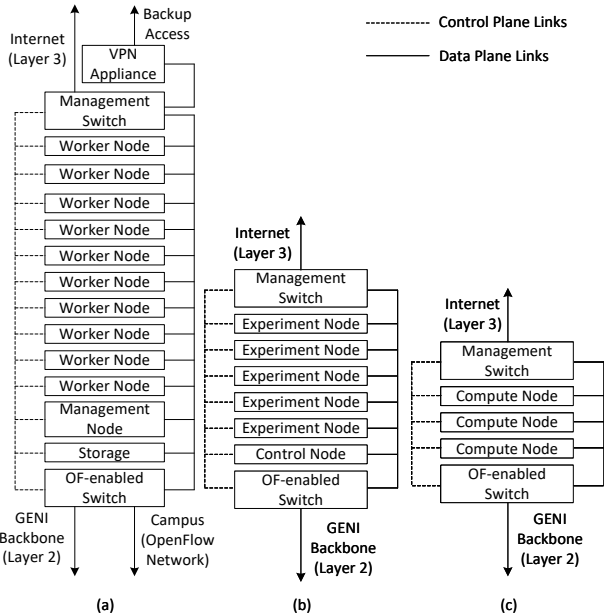 Internet
(Layer 3)
Backup
Access
VPN
Appliance
Management
Switch
Worker Node
Worker Node
Worker Node
Worker Node
Worker Node
Worker Node
Worker Node
Worker Node
Worker Node
Worker Node
Management
Node
Storage
OF-enabled
Switch
GENI
Backbone
(Layer 2)
Campus
(OpenFlow
Network)
(a)
Control Plane Links
Data Plane Links
Internet
(Layer 3)
Management
Switch
Experiment Node
Experiment Node
Experiment Node
Experiment Node
Experiment Node
Control Node
OF-enabled
Switch
GENI
Backbone
(Layer 2)
(b)
Internet
(Layer 3)
Management
Switch
Compute Node
Compute Node
Compute Node
OF-enabled
Switch
GENI
Backbone
(Layer 2)
(c)